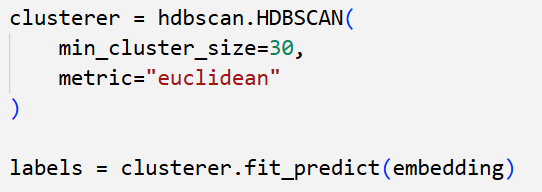 clusterer = hdbscan.HDBSCAN(
    min_cluster_size=30,
    metric="euclidean"
)
labels = clusterer.fit_predict(embedding)